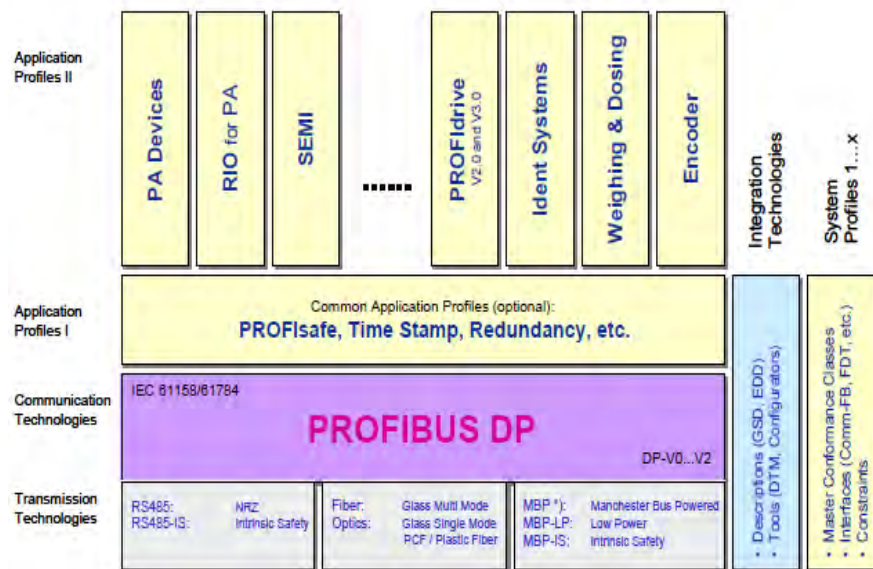 Application
Profiles II
PA Devices
RIO for PA
SEMI
......
PROFIdrive
V2.0 and V3.0
Ident Systems
Weighing & Dosing
Encoder
Integration
Technologies
System
Profiles 1...x
Application
Profiles I
Common Application Profiles (optional):
PROFIsafe, Time Stamp, Redundancy, etc.
Communication
Technologies
IEC 61158/61784
PROFIBUS DP
DP-V0...V2
Transmission
Technologies
RS485: NRZ
RS485-IS: Intrinsic Safety
Fiber: Glass Multi Mode
Optics: Glass Single Mode
PCF / Plastic Fiber
MBP *): Manchester Bus Powered
MBP-LP: Low Power
MBP-IS: Intrinsic Safety
• Descriptions (GSD, EDD)
• Tools (DTM, Configurators)
• Master Conformance Classes
• Interfaces (Comm-FB, FDT, etc.)
• Constraints